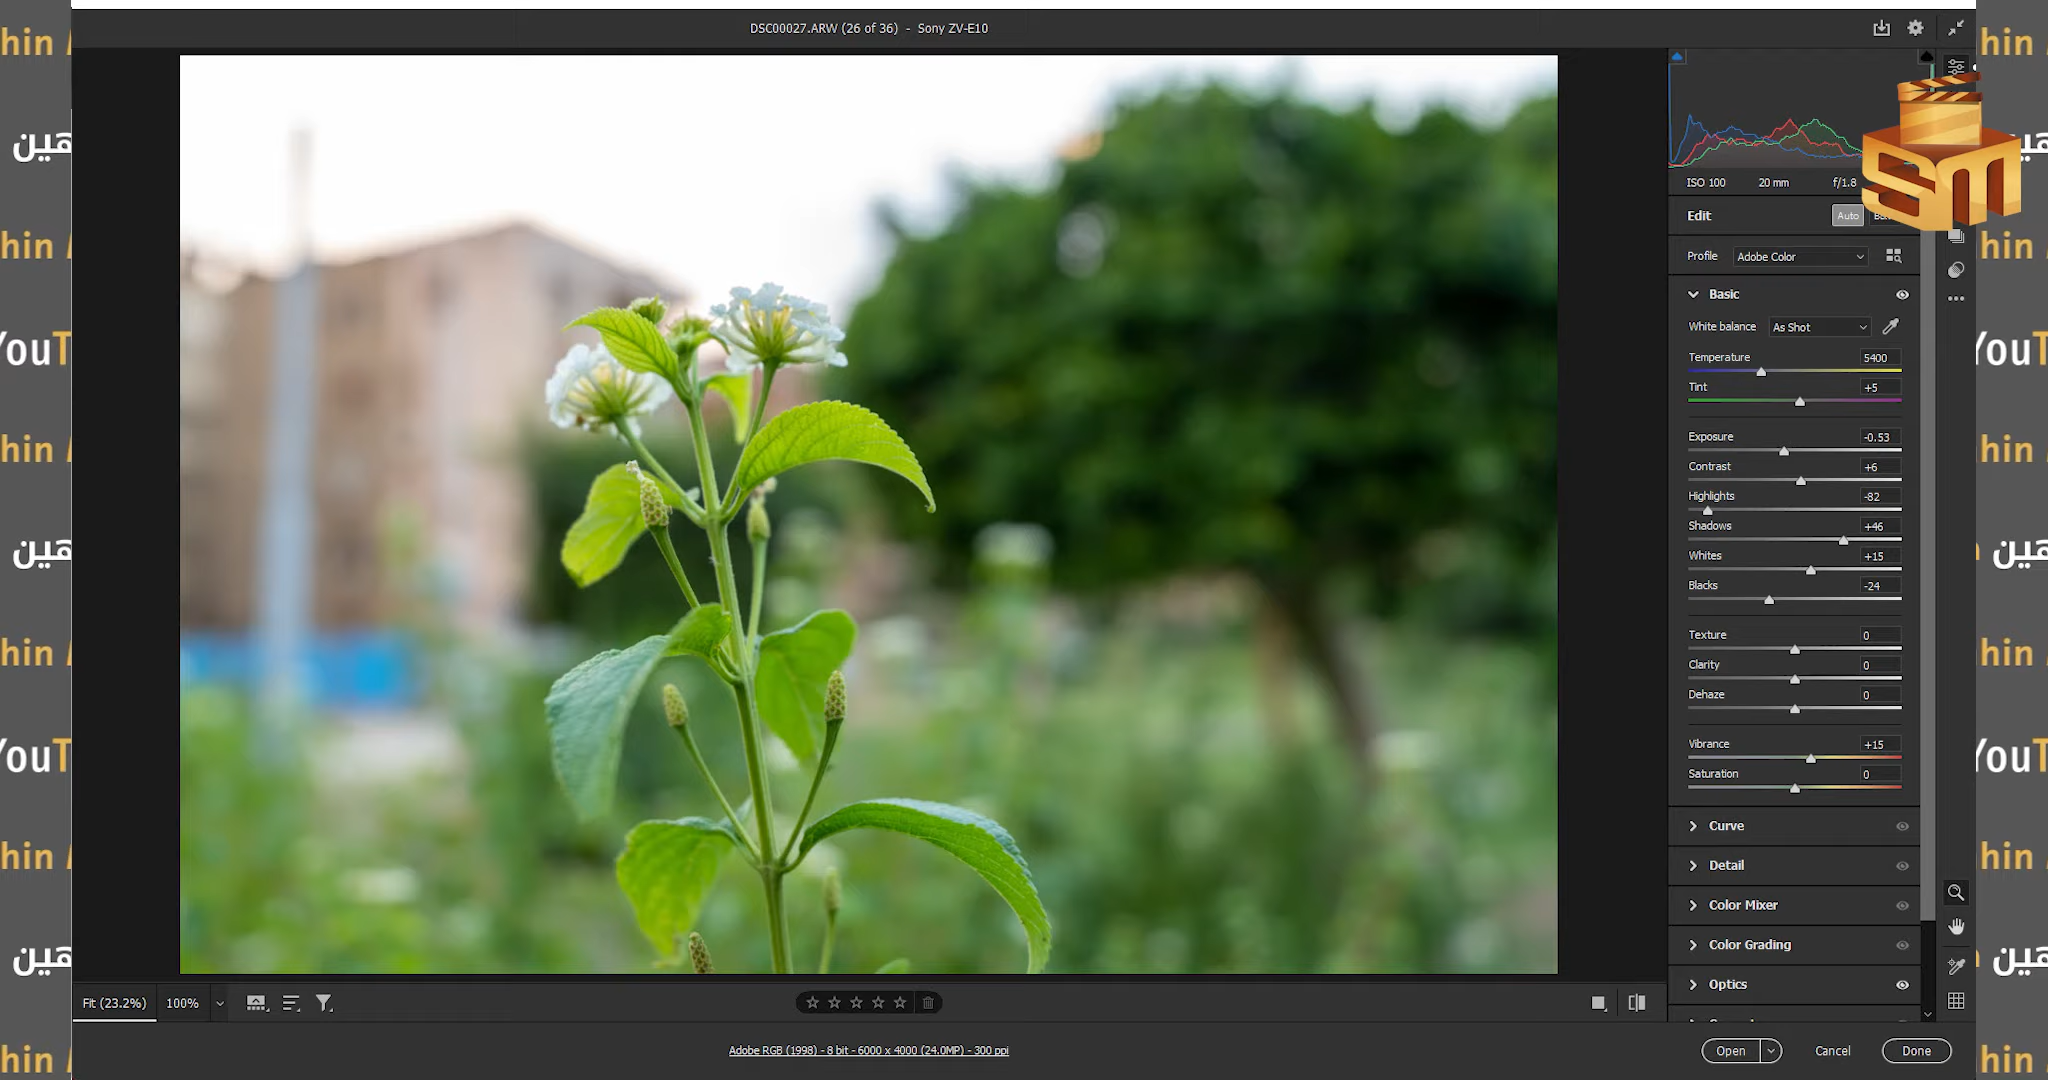 DSC00027.ARW (26 of 36) - Sony ZV-E10
ISO 100 20 mm f/1.8
Edit Auto
Profile Adobe Color
Basic
White balance As Shot
Temperature 5400
Tint +5
Exposure -0.53
Contrast +6
Highlights -82
Shadows +46
Whites +15
Blacks -24
Texture 0
Clarity 0
Dehaze 0
Vibrance +15
Saturation 0
Curve
Detail
Color Mixer
Color Grading
Optics
Fit (23.2%) 100%
Adobe RGB (1998) - 8 bit - 6000 x 4000 (24.0MP) - 300 ppi
Open Cancel Done
SM